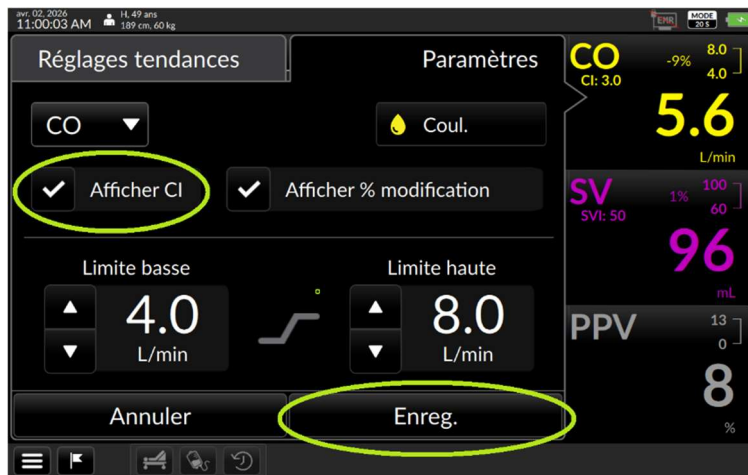 avr. 02, 2026
11:00:03 AM
H, 49 ans
189 cm, 60 kg
EMR
MODE
20 S
Réglages tendances
Paramètres
CO
Coul.
Afficher CI
Afficher % modification
Limite basse
Limite haute
4.0
L/min
8.0
L/min
Annuler
Enreg.
CO
CI: 3.0
-9%
8.0
4.0
5.6
L/min
SV
SVI: 50
1%
100
60
96
mL
PPV
13
0
8
%